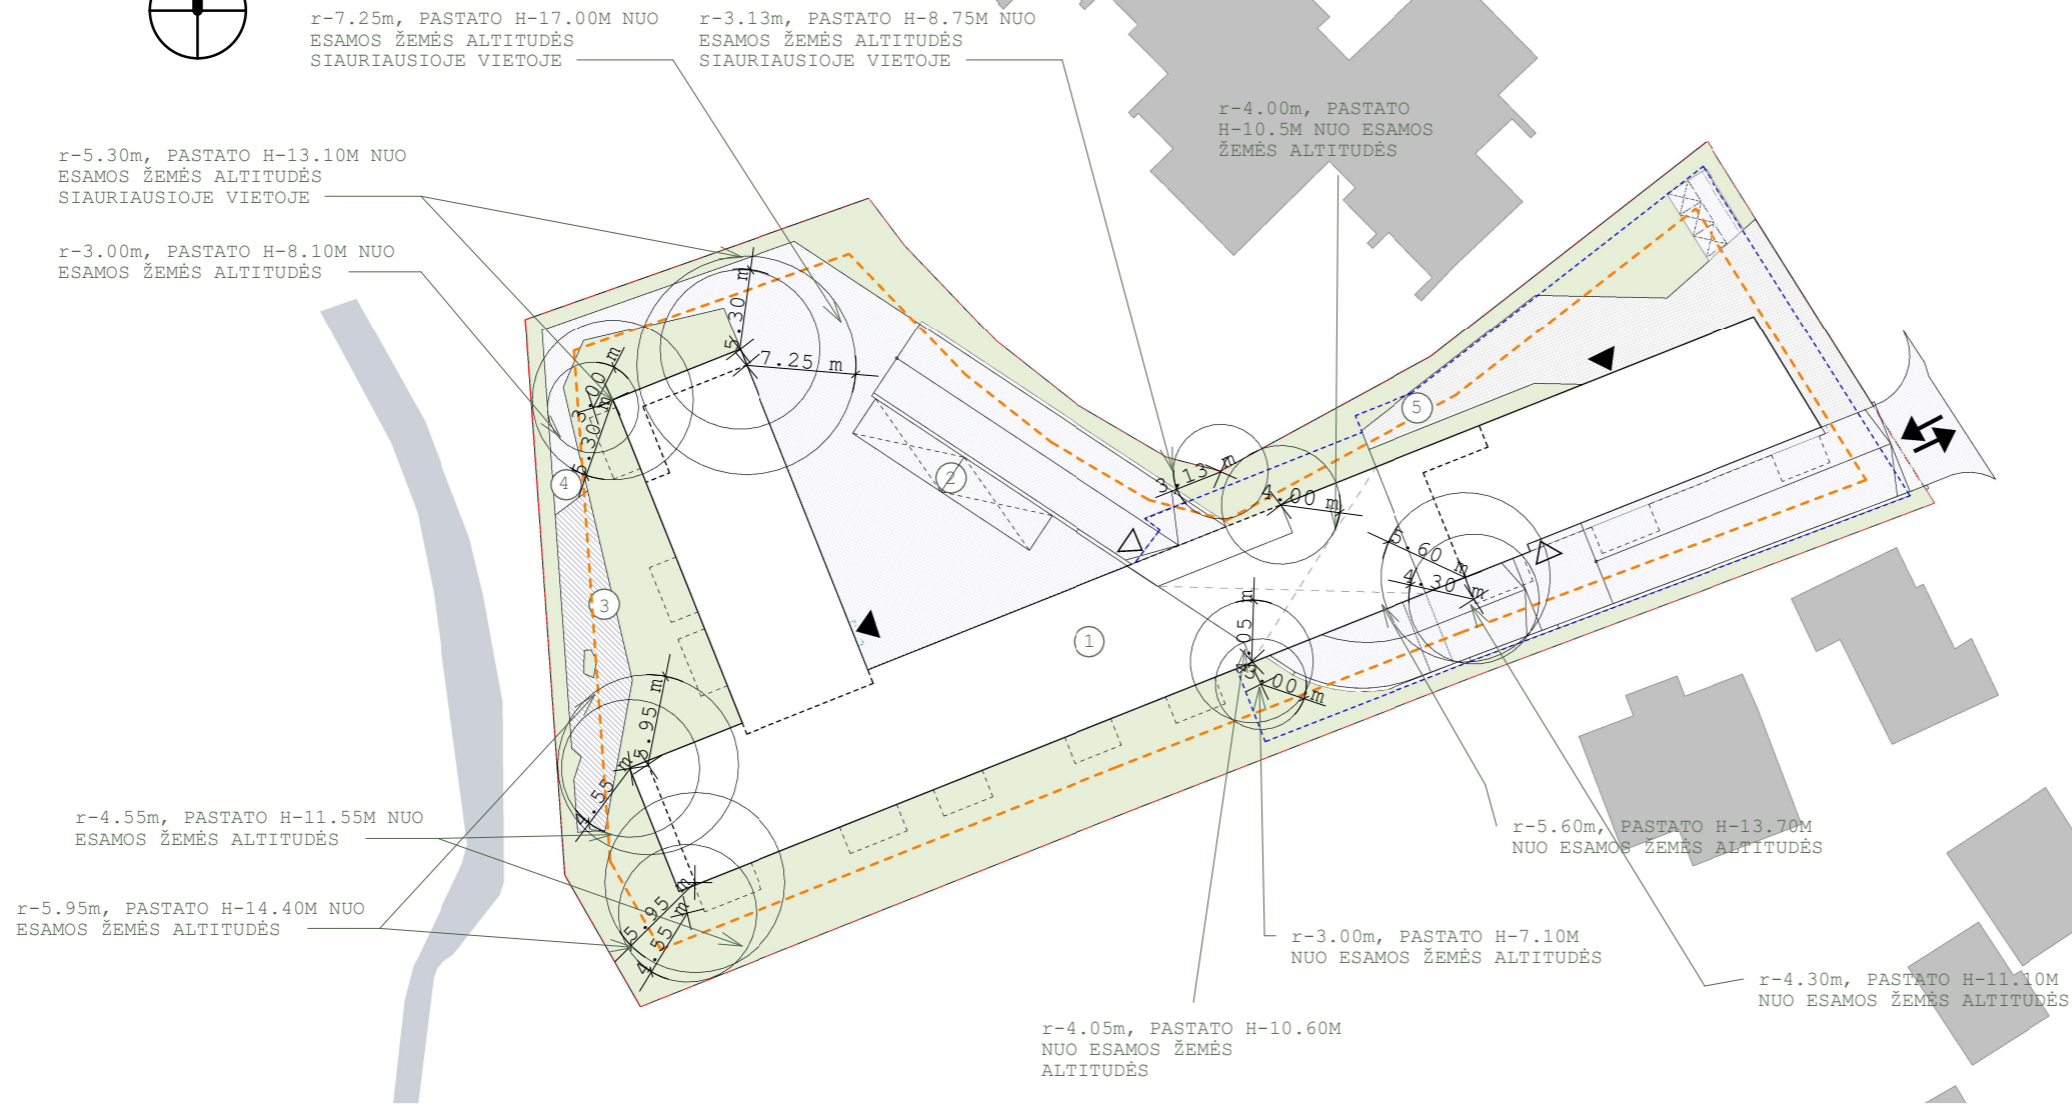 r-7.25m, PASTATO H-17.00M NUO
ESAMOS ŽEMĖS ALTITUDĖS
SIAURIAUSIOJE VIETOJE
r-3.13m, PASTATO H-8.75M NUO
ESAMOS ŽEMĖS ALTITUDĖS
SIAURIAUSIOJE VIETOJE
r-4.00m, PASTATO
H-10.5M NUO ESAMOS
ŽEMĖS ALTITUDĖS
r-5.30m, PASTATO H-13.10M NUO
ESAMOS ŽEMĖS ALTITUDĖS
SIAURIAUSIOJE VIETOJE
r-3.00m, PASTATO H-8.10M NUO
ESAMOS ŽEMĖS ALTITUDĖS
5.30 m
7.25 m
3.00 m
5.30
5
2
4
3.13 m
4.00 m
5.60 m
4.30 m
3
1
4.05 m
3.00 m
5.95 m
4.55 m
5.95 m
4.55 m
r-4.55m, PASTATO H-11.55M NUO
ESAMOS ŽEMĖS ALTITUDĖS
r-5.60m, PASTATO H-13.70M
NUO ESAMOS ŽEMĖS ALTITUDĖS
r-5.95m, PASTATO H-14.40M NUO
ESAMOS ŽEMĖS ALTITUDĖS
r-3.00m, PASTATO H-7.10M
NUO ESAMOS ŽEMĖS ALTITUDĖS
r-4.30m, PASTATO H-11.10M
NUO ESAMOS ŽEMĖS ALTITUDĖS
r-4.05m, PASTATO H-10.60M
NUO ESAMOS ŽEMĖS
ALTITUDĖS